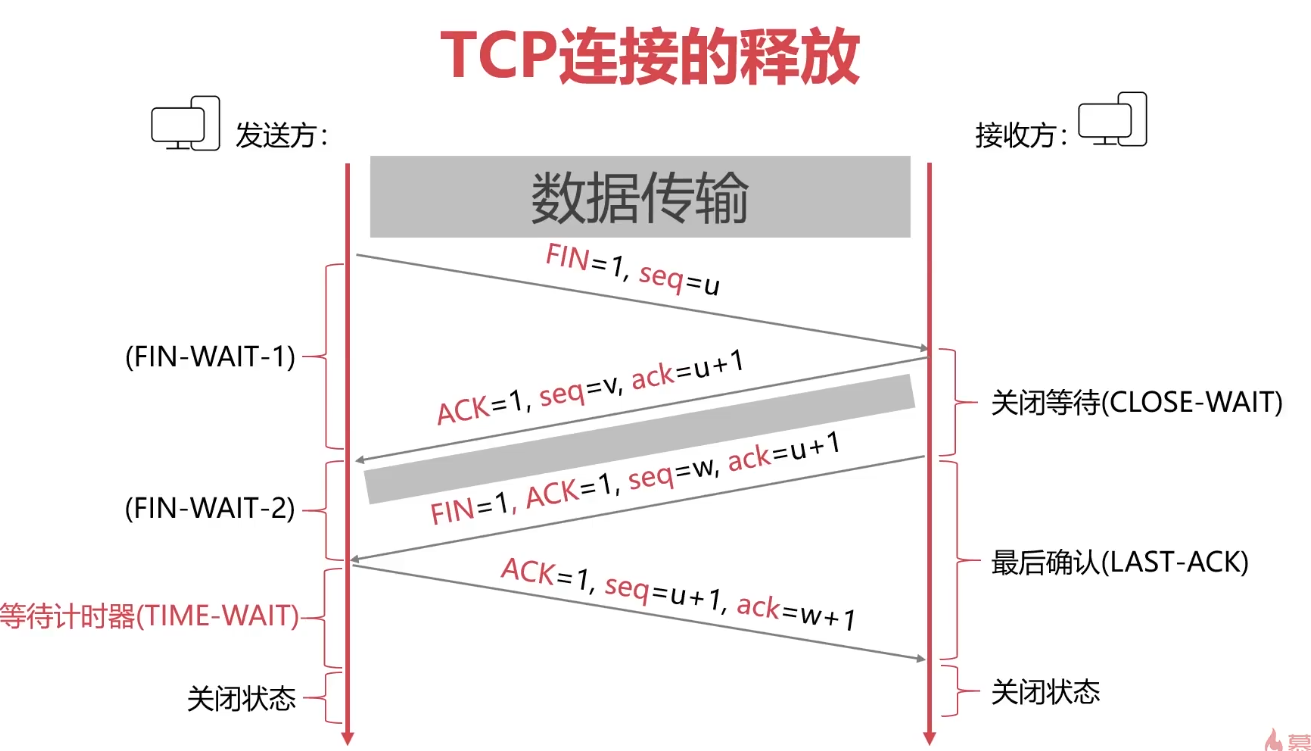 TCP连接的释放
发送方：
接收方：
数据传输
FIN=1, seq=u
(FIN-WAIT-1)
ACK=1, seq=v, ack=u+1
关闭等待(CLOSE-WAIT)
FIN=1, ACK=1, seq=w, ack=u+1
(FIN-WAIT-2)
最后确认(LAST-ACK)
ACK=1, seq=u+1, ack=w+1
等待计时器(TIME-WAIT)
关闭状态
关闭状态